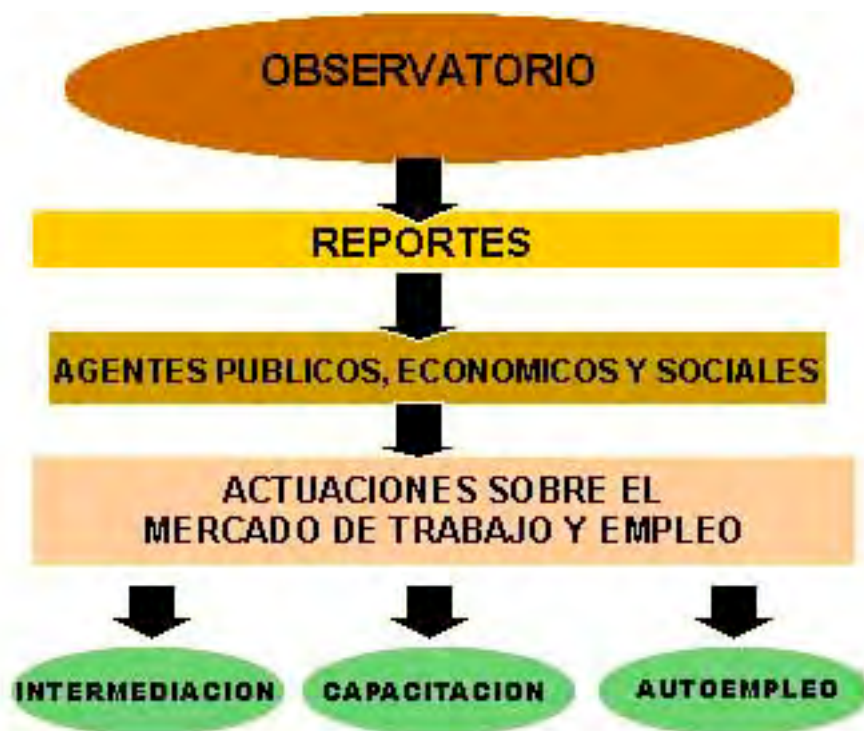 OBSERVATORIO
REPORTES
AGENTES PUBLICOS, ECONOMICOS Y SOCIALES
ACTUACIONES SOBRE EL
MERCADO DE TRABAJO Y EMPLEO
INTERMEDIACION
CAPACITACION
AUTOEMPLEO